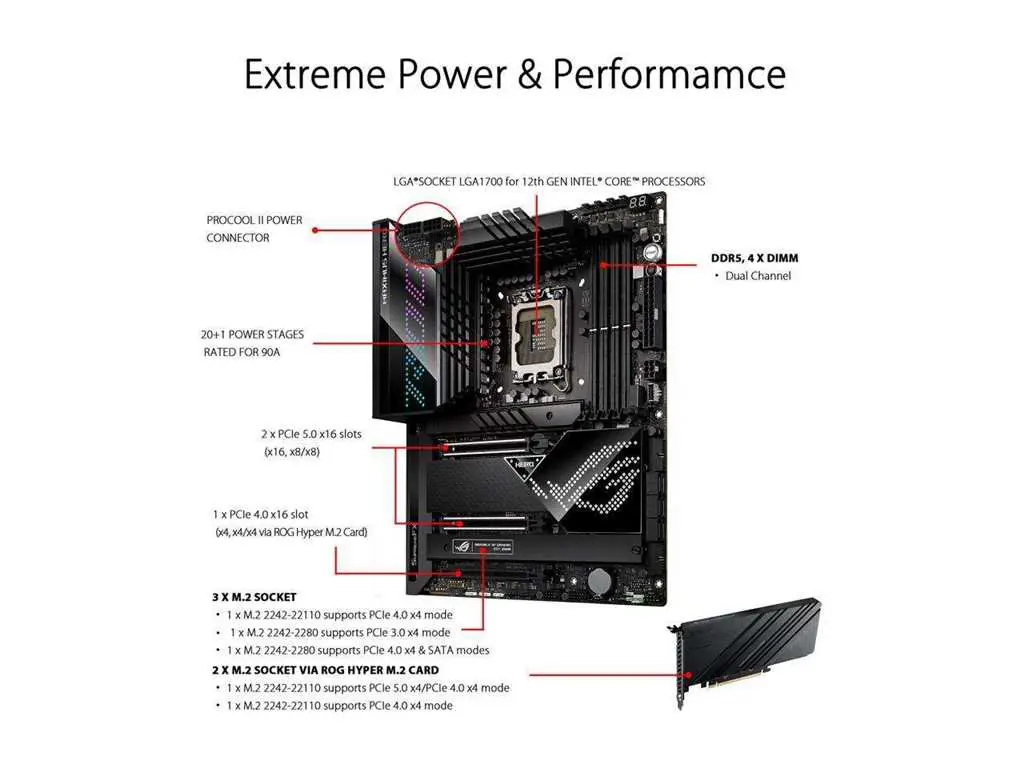 Extreme Power & Performamce
LGA®SOCKET LGA1700 for 12th GEN INTEL® CORE™ PROCESSORS
PROCOOL II POWER
CONNECTOR
8.8.
MAXIMUS HERO
DDR5, 4 X DIMM
• Dual Channel
20+1 POWER STAGES
RATED FOR 90A
2 x PCIe 5.0 x16 slots
(x16, x8/x8)
HERO
1 x PCIe 4.0 x16 slot
(x4, x4/x4 via ROG Hyper M.2 Card)
3 X M.2 SOCKET
• 1 x M.2 2242-22110 supports PCIe 4.0 x4 mode
• 1 x M.2 2242-2280 supports PCIe 3.0 x4 mode
• 1 x M.2 2242-2280 supports PCIe 4.0 x4 & SATA modes
2 X M.2 SOCKET VIA ROG HYPER M.2 CARD
• 1 x M.2 2242-22110 supports PCIe 5.0 x4/PCIe 4.0 x4 mode
• 1 x M.2 2242-22110 supports PCIe 4.0 x4 mode